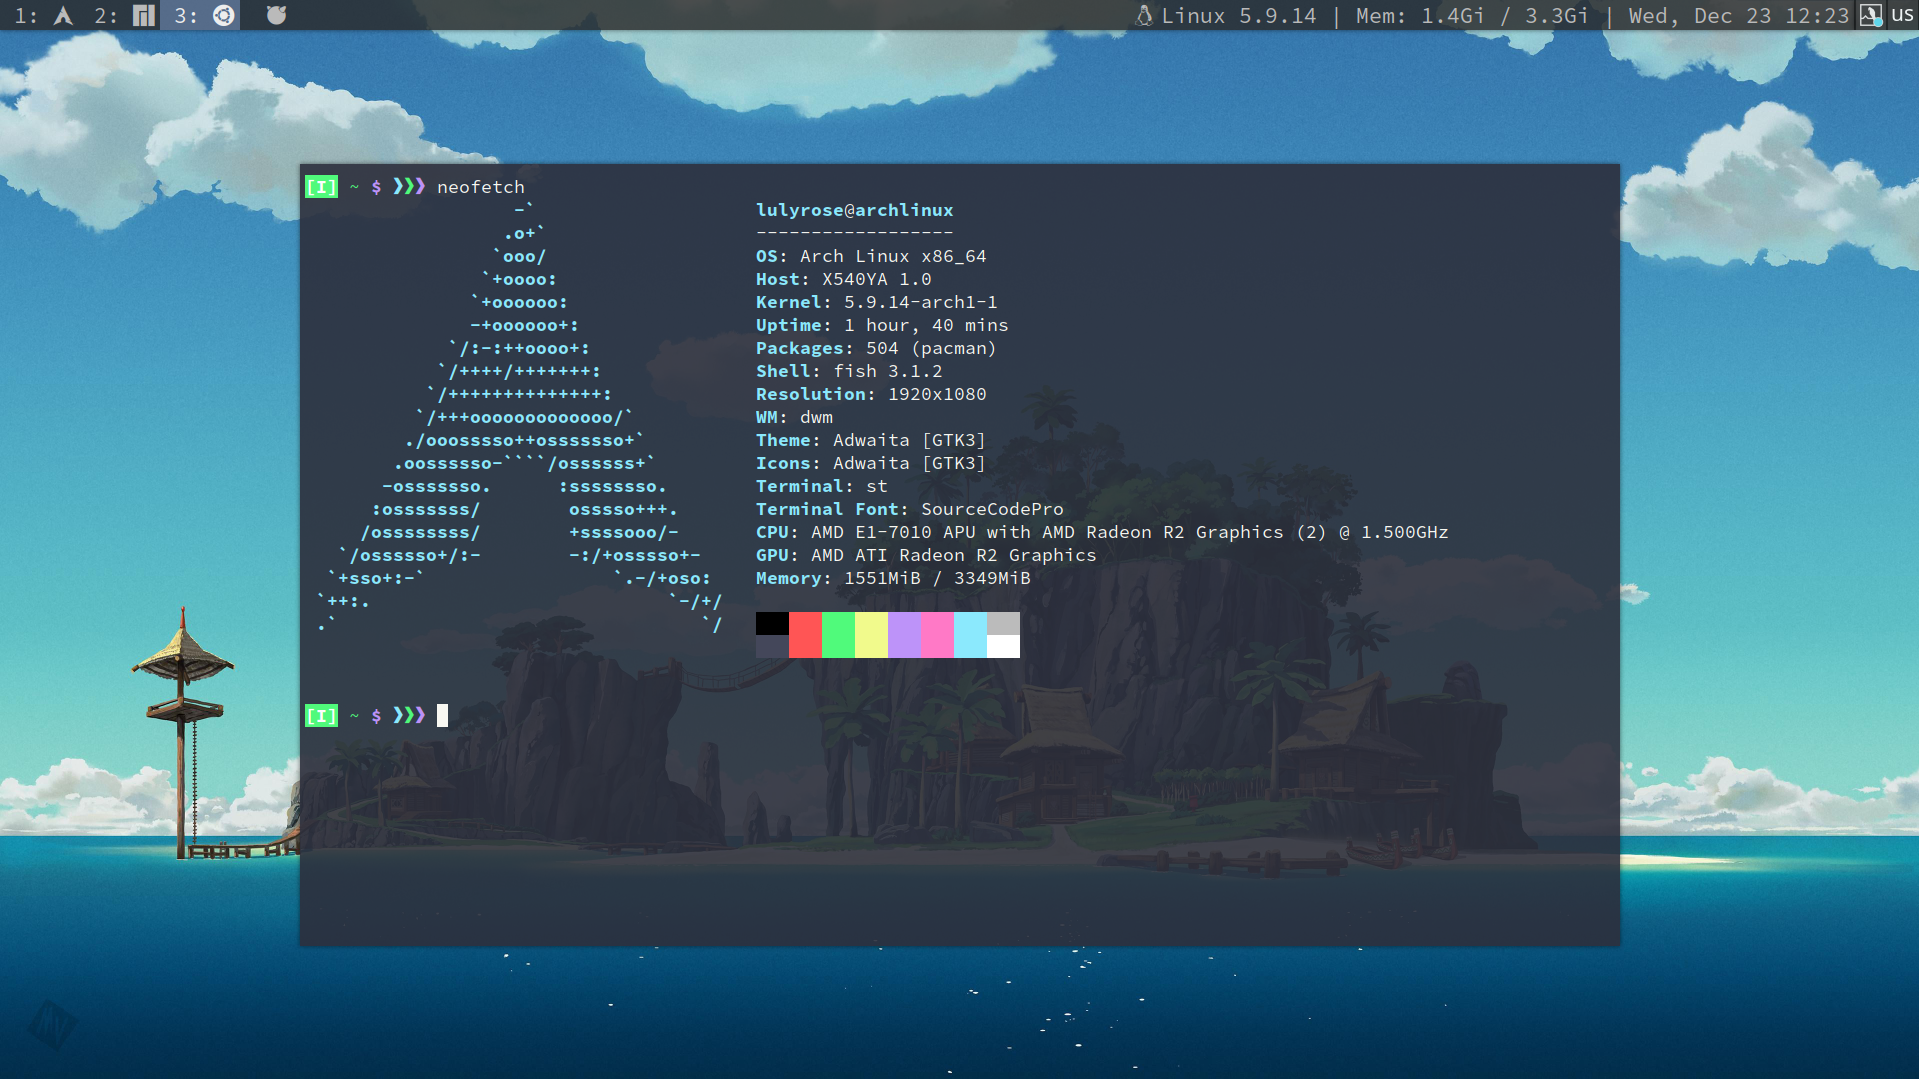 1: 2: 3: Linux 5.9.14 | Mem: 1.4Gi / 3.3Gi | Wed, Dec 23 12:23 us
[I] ~ $ ❯❯❯ neofetch
-`
.o+`
`ooo/
`+oooo:
`+oooooo:
-+oooooo+:
`/:-:++oooo+:
`/++++/+++++++:
`/++++++++++++++:
`/+++ooooooooooooo/`
./ooosssso++osssssso+`
.oossssso-````/ossssss+`
-osssssso. :ssssssso.
:osssssss/ osssso+++.
/ossssssss/ +ssssooo/-
`/ossssso+/:- -:/+osssso+-
`+sso+:-` `.-/+oso:
`++:. `-/+/
.` `/
lulyrose@archlinux
------------------
OS: Arch Linux x86_64
Host: X540YA 1.0
Kernel: 5.9.14-arch1-1
Uptime: 1 hour, 40 mins
Packages: 504 (pacman)
Shell: fish 3.1.2
Resolution: 1920x1080
WM: dwm
Theme: Adwaita [GTK3]
Icons: Adwaita [GTK3]
Terminal: st
Terminal Font: SourceCodePro
CPU: AMD E1-7010 APU with AMD Radeon R2 Graphics (2) @ 1.500GHz
GPU: AMD ATI Radeon R2 Graphics
Memory: 1551MiB / 3349MiB
[I] ~ $ ❯❯❯